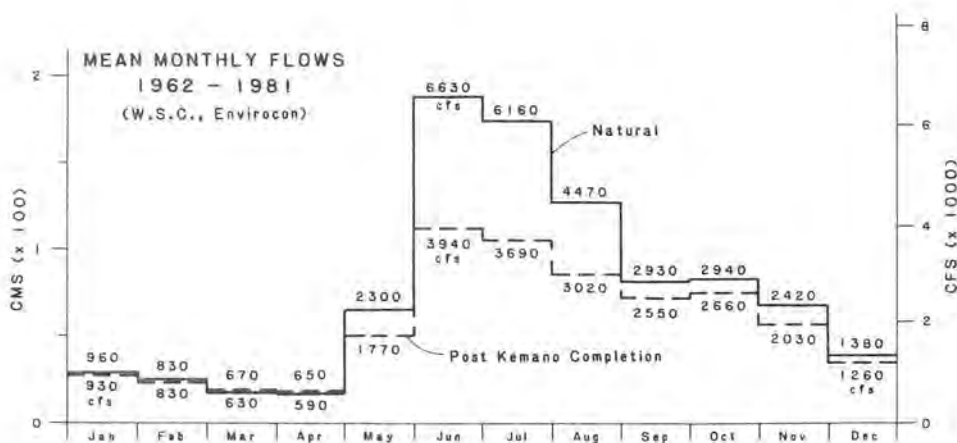 MEAN MONTHLY FLOWS
1962 - 1981
(W.S.C., Envirocon)
CMS (x 100)
2
1
0
CFS (x 1000)
8
6
4
2
0
Natural
Post Kemano Completion
960
930
cfs
830
830
670
630
650
590
2300
1770
6630
cfs
3940
cfs
6160
3690
4470
3020
2930
2550
2940
2660
2420
2030
1380
1260
cfs
Jan Feb Mar Apr May Jun Jul Aug Sep Oct Nov Dec